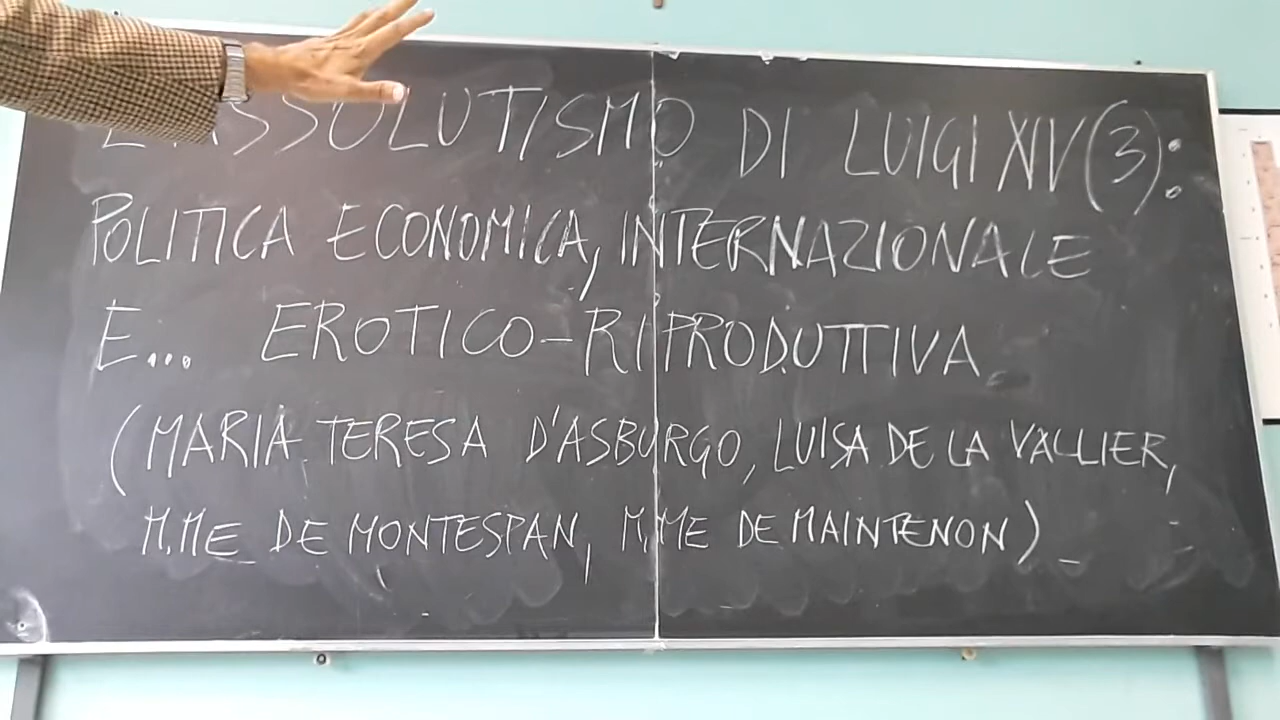 L'ASSOLUTISMO DI LUIGI XIV (3):
POLITICA ECONOMICA, INTERNAZIONALE
E... EROTICO-RIPRODUTTIVA
(MARIA TERESA D'ASBURGO, LUISA DE LA VALLIER,
M.ME DE MONTESPAN, M.ME DE MAINTENON)